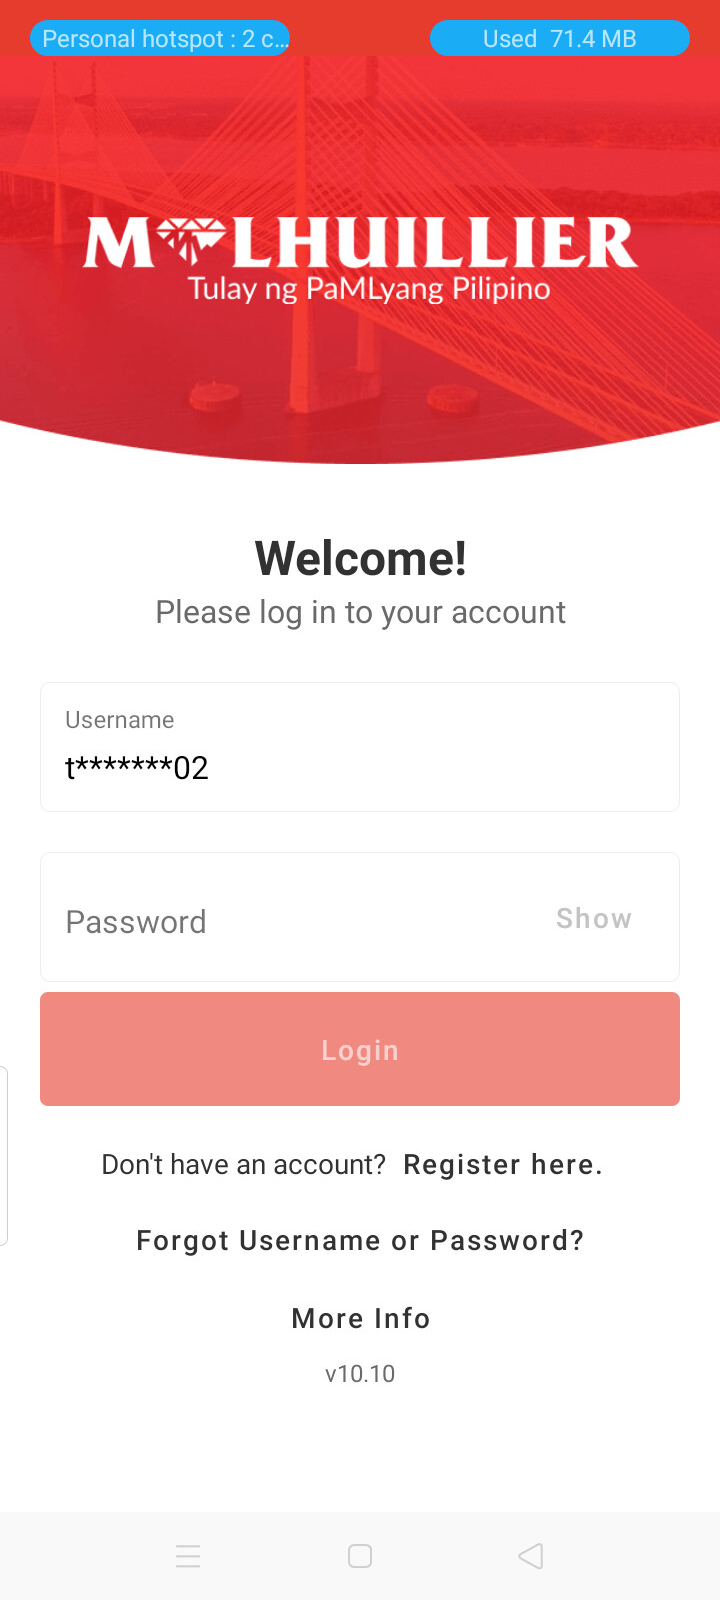 Personal hotspot : 2 c...
Used 71.4 MB
M LHUILLIER
Tulay ng PaMLyang Pilipino
Welcome!
Please log in to your account
Username
t*******02
Password
Show
Login
Don't have an account? Register here.
Forgot Username or Password?
More Info
v10.10